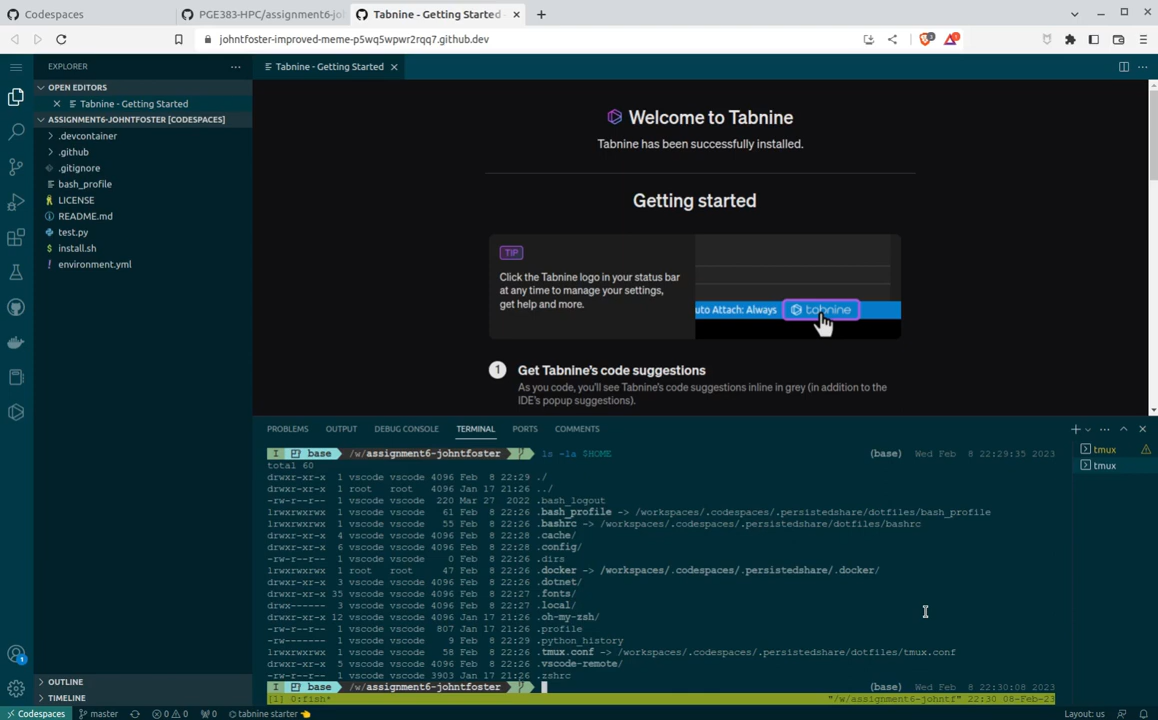 Codespaces
PGE383-HPC/assignment6-jo
Tabnine - Getting Started
johntfoster-improved-meme-p5wq5wpwr2rqq7.github.dev
EXPLORER
Tabnine - Getting Started
OPEN EDITORS
Tabnine - Getting Started
ASSIGNMENT6-JOHNTFOSTER [CODESPACES]
.devcontainer
.github
.gitignore
bash_profile
LICENSE
README.md
test.py
install.sh
environment.yml
OUTLINE
TIMELINE
Welcome to Tabnine
Tabnine has been successfully installed.
Getting started
TIP
Click the Tabnine logo in your status bar
at any time to manage your settings,
get help and more.
uto Attach: Always tabnine
1 Get Tabnine's code suggestions
As you code, you'll see Tabnine's code suggestions inline in grey (in addition to the
IDE's popup suggestions).
PROBLEMS OUTPUT DEBUG CONSOLE TERMINAL PORTS COMMENTS
tmux
tmux
I base /w/assignment6-johntfoster ls -la $HOME (base) Wed Feb 8 22:29:35 2023
total 60
drwxr-xr-x 1 vscode vscode 4096 Feb 8 22:29 ./
drwxr-xr-x 1 root root 4096 Jan 17 21:26 ../
-rw-r--r-- 1 vscode vscode 220 Mar 27 2022 .bash_logout
lrwxrwxrwx 1 vscode vscode 61 Feb 8 22:26 .bash_profile -> /workspaces/.codespaces/.persistedshare/dotfiles/bash_profile
lrwxrwxrwx 1 vscode vscode 55 Feb 8 22:26 .bashrc -> /workspaces/.codespaces/.persistedshare/dotfiles/bashrc
drwxr-xr-x 4 vscode vscode 4096 Feb 8 22:28 .cache/
drwxr-xr-x 6 vscode vscode 4096 Feb 8 22:28 .config/
-rw-r--r-- 1 vscode vscode 0 Feb 8 22:26 .dirs
lrwxrwxrwx 1 root root 47 Feb 8 22:26 .docker -> /workspaces/.codespaces/.persistedshare/.docker/
drwxr-xr-x 3 vscode vscode 4096 Feb 8 22:26 .dotnet/
drwxr-xr-x 35 vscode vscode 4096 Feb 8 22:27 .fonts/
drwx------ 3 vscode vscode 4096 Feb 8 22:27 .local/
drwxr-xr-x 12 vscode vscode 4096 Jan 17 21:26 .oh-my-zsh/
-rw-r--r-- 1 vscode vscode 807 Jan 17 21:26 .profile
-rw------- 1 vscode vscode 9 Feb 8 22:26 .python_history
lrwxrwxrwx 1 vscode vscode 58 Feb 8 22:26 .tmux.conf -> /workspaces/.codespaces/.persistedshare/dotfiles/tmux.conf
drwxr-xr-x 5 vscode vscode 4096 Feb 8 22:26 .vscode-remote/
-rw-r--r-- 1 vscode vscode 3903 Jan 17 21:26 .zshrc
I base /w/assignment6-johntfoster (base) Wed Feb 8 22:30:08 2023
[1] 0:fish* "/w/assignment6-johntf" 22:30 08-Feb-23
Codespaces master 0 0 0 tabnine starter Layout: us